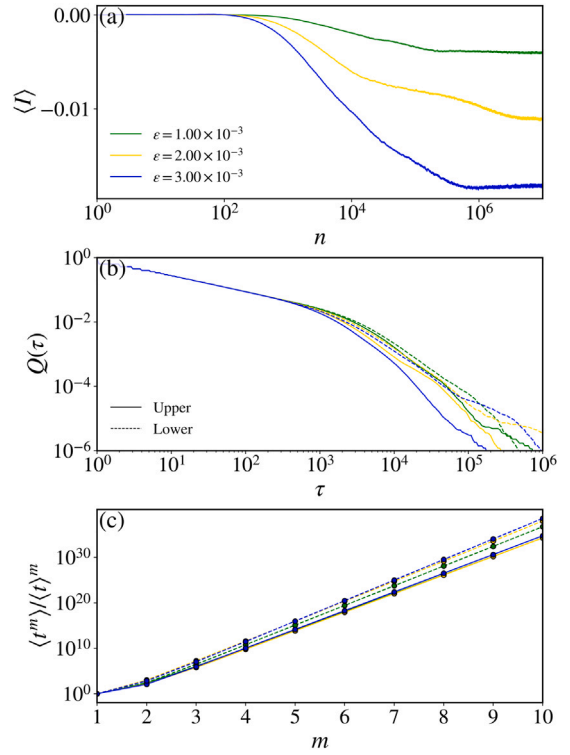 (a)
0.00
−0.01
⟨I⟩
ε = 1.00 × 10⁻³
ε = 2.00 × 10⁻³
ε = 3.00 × 10⁻³
10⁰ 10² 10⁴ 10⁶
n
(b)
10⁰
10⁻²
10⁻⁴
10⁻⁶
Q(τ)
Upper
Lower
10⁰ 10¹ 10² 10³ 10⁴ 10⁵ 10⁶
τ
(c)
10³⁰
10²⁰
10¹⁰
10⁰
⟨tᵐ⟩/⟨t⟩ᵐ
1 2 3 4 5 6 7 8 9 10
m